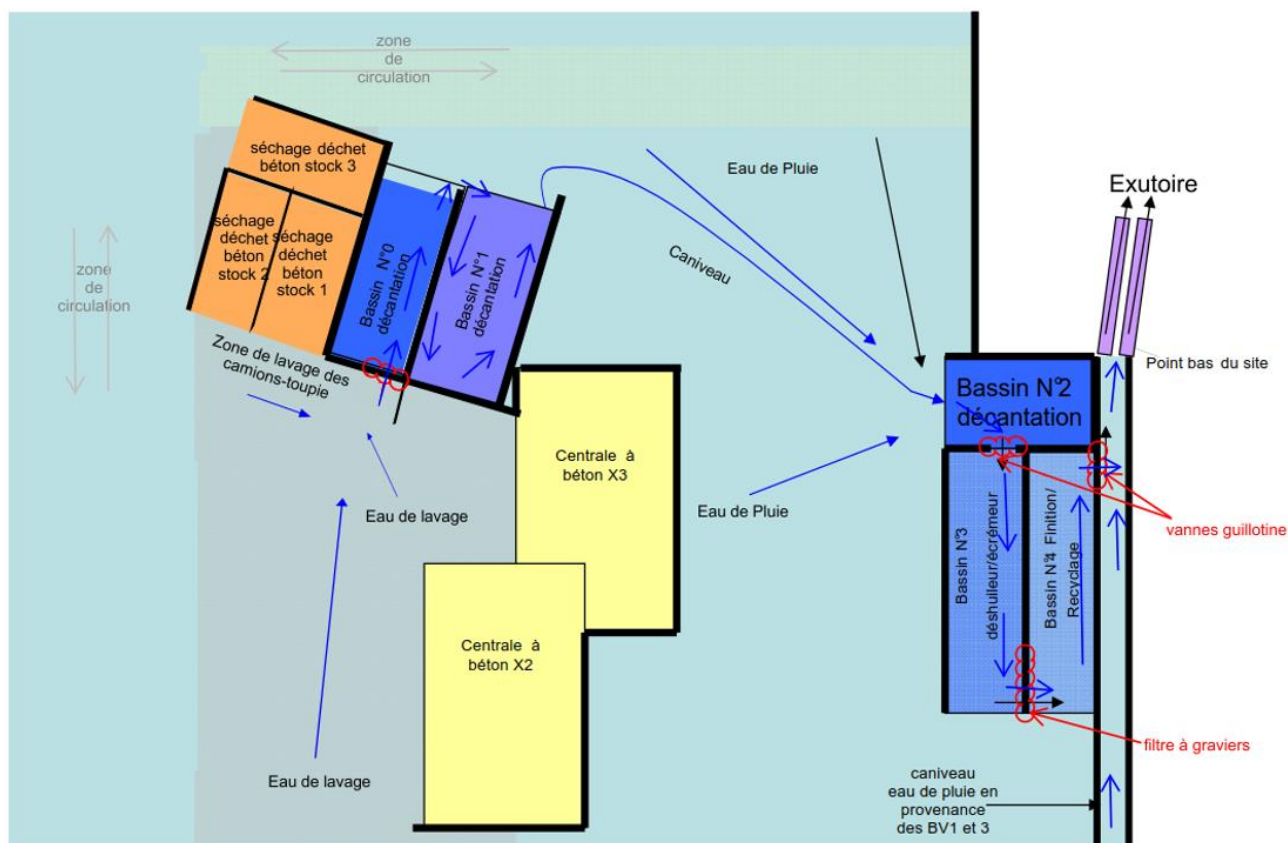 zone
de
circulation
séchage déchet
béton stock 3
séchage
déchet
béton
stock 2
séchage
déchet
béton
stock 1
Bassin N°0
décantation
Bassin N°1
décantation
zone
de
circulation
Zone de lavage des
camions-toupie
Eau de lavage
Eau de lavage
Centrale à
béton X3
Centrale à
béton X2
Eau de Pluie
Caniveau
Eau de Pluie
Exutoire
Point bas du site
Bassin N°2
décantation
Bassin N°3
déshuileur/écrémeur
Bassin N°4 Finition/
Recyclage
vannes guillotine
filtre à graviers
caniveau
eau de pluie en
provenance
des BV1 et 3